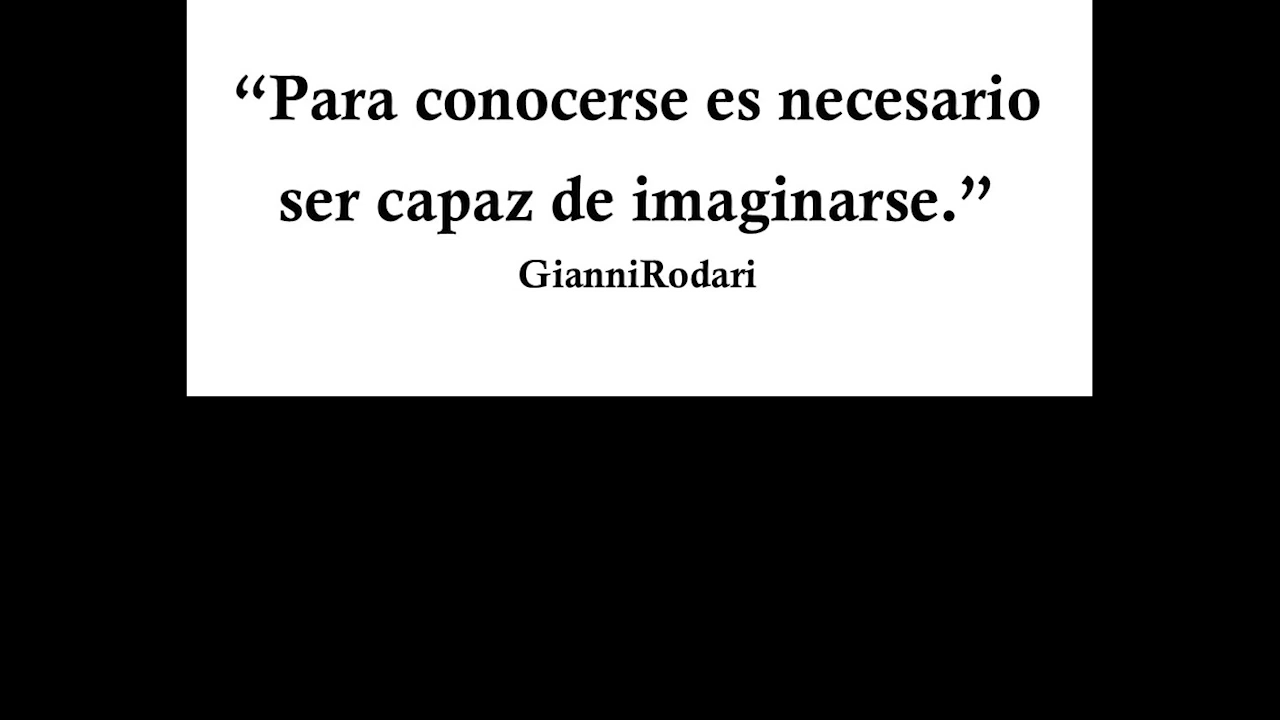 “Para conocerse es necesario
ser capaz de imaginarse.”
GianniRodari